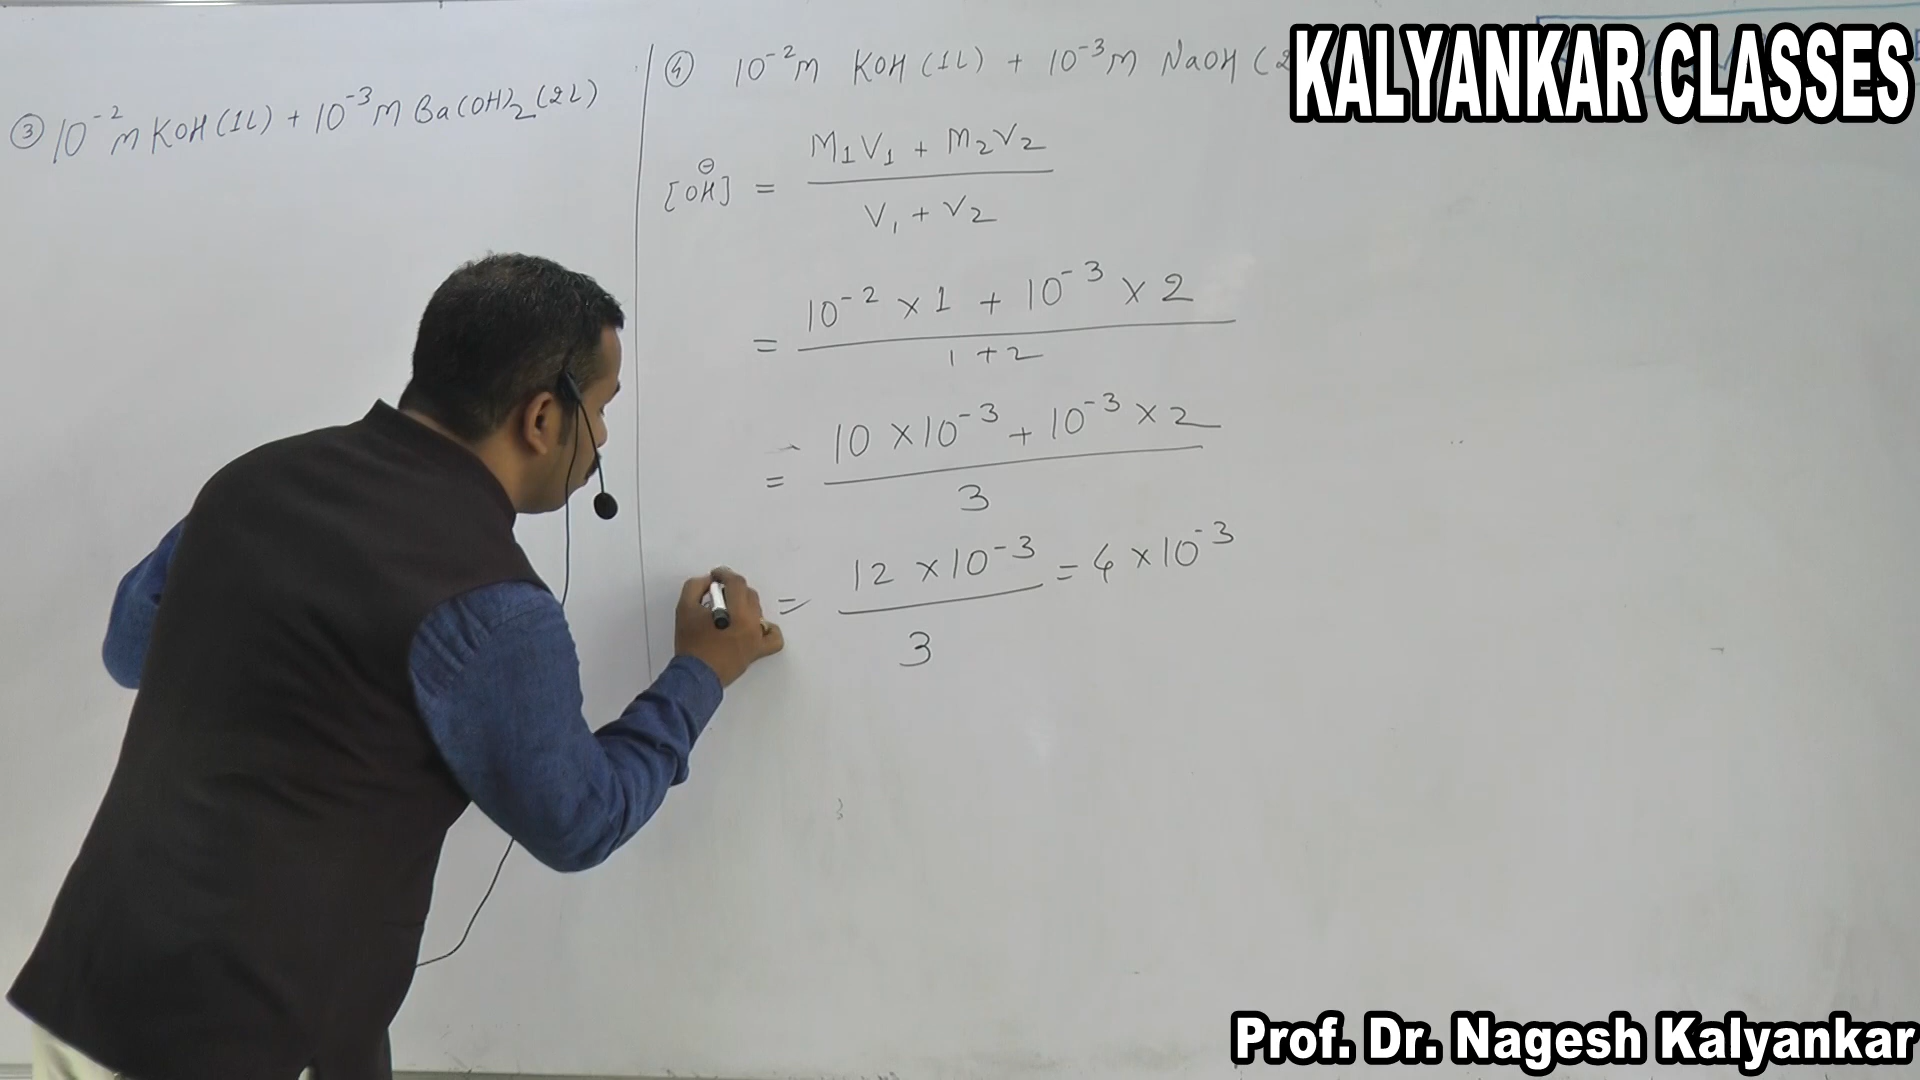 KALYANKAR CLASSES
③ 10⁻² M KOH (1L) + 10⁻³ M Ba(OH)₂ (2L)
④ 10⁻² M KOH (1L) + 10⁻³ M NaOH (2
[OH⊖] = M₁V₁ + M₂V₂ / V₁ + V₂
= 10⁻² × 1 + 10⁻³ × 2 / 1 + 2
= 10 × 10⁻³ + 10⁻³ × 2 / 3
= 12 × 10⁻³ / 3 = 4 × 10⁻³
Prof. Dr. Nagesh Kalyankar